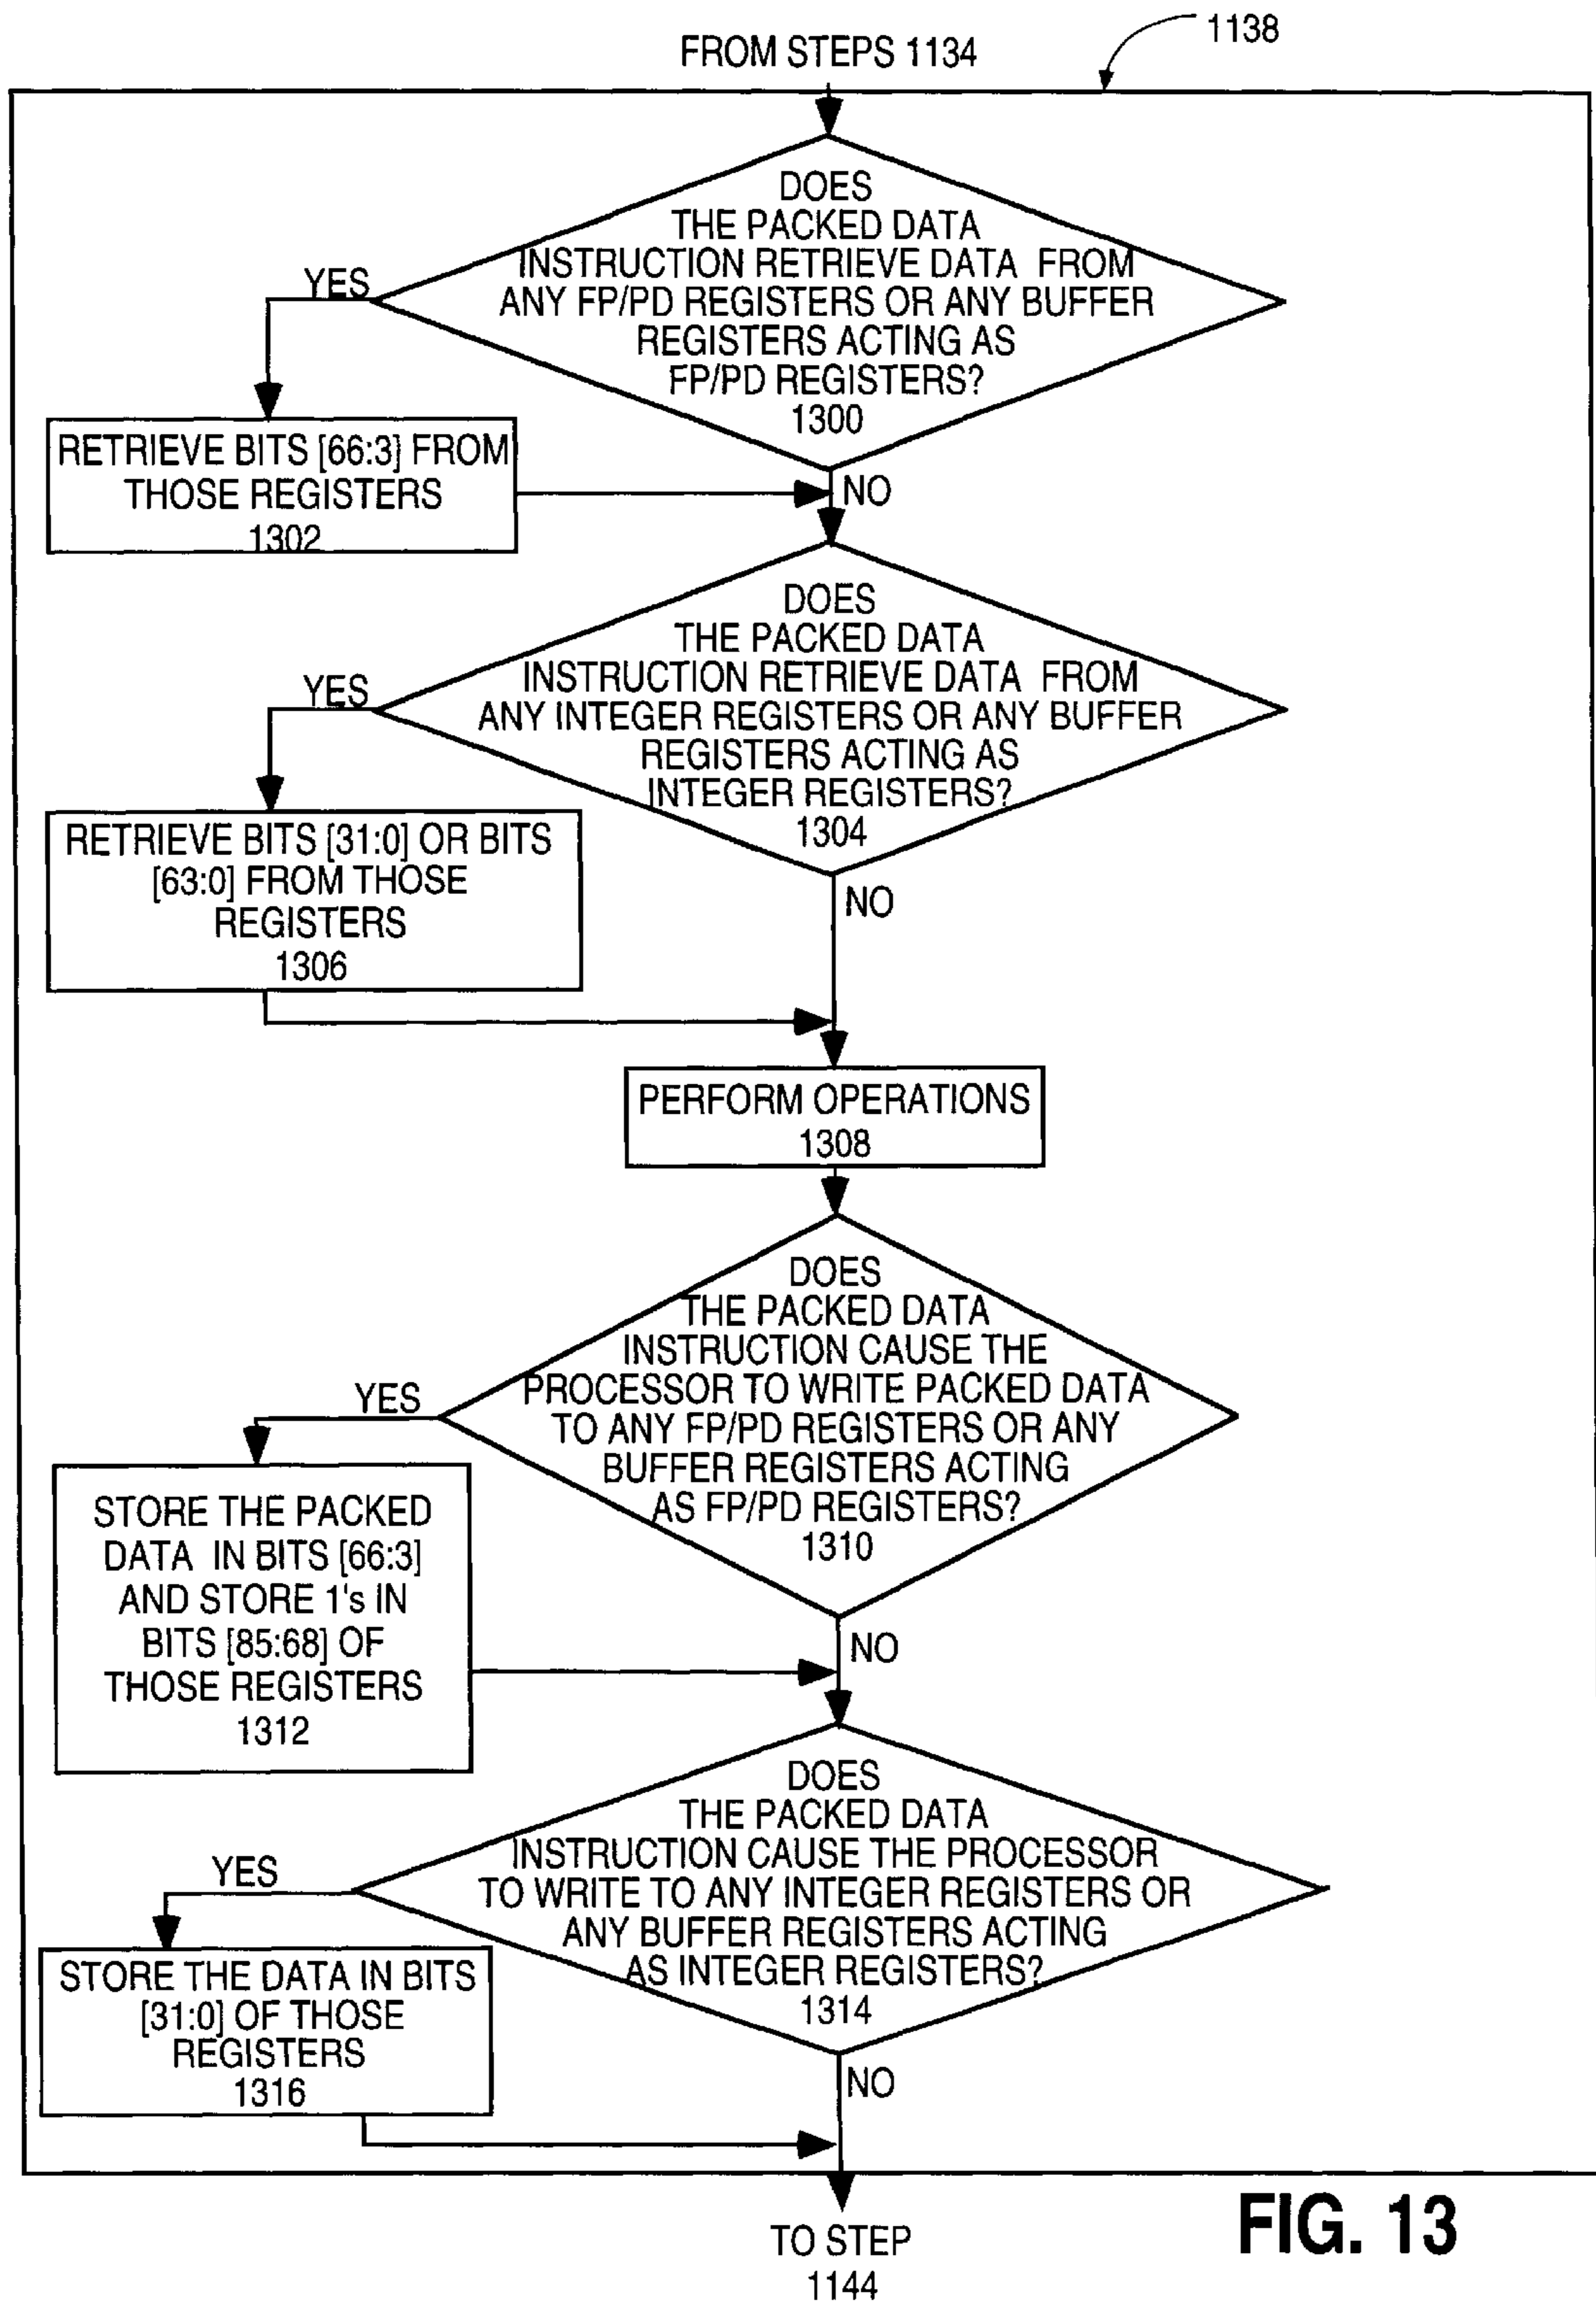 1138
FROM STEPS 1134
DOES
THE PACKED DATA
INSTRUCTION RETRIEVE DATA FROM
ANY FP/PD REGISTERS OR ANY BUFFER
REGISTERS ACTING AS
FP/PD REGISTERS?
1300
YES
RETRIEVE BITS [66:3] FROM
THOSE REGISTERS
1302
NO
DOES
THE PACKED DATA
INSTRUCTION RETRIEVE DATA FROM
ANY INTEGER REGISTERS OR ANY BUFFER
REGISTERS ACTING AS
INTEGER REGISTERS?
1304
YES
RETRIEVE BITS [31:0] OR BITS
[63:0] FROM THOSE
REGISTERS
1306
NO
PERFORM OPERATIONS
1308
DOES
THE PACKED DATA
INSTRUCTION CAUSE THE
PROCESSOR TO WRITE PACKED DATA
TO ANY FP/PD REGISTERS OR ANY
BUFFER REGISTERS ACTING
AS FP/PD REGISTERS?
1310
YES
STORE THE PACKED
DATA IN BITS [66:3]
AND STORE 1's IN
BITS [85:68] OF
THOSE REGISTERS
1312
NO
DOES
THE PACKED DATA
INSTRUCTION CAUSE THE PROCESSOR
TO WRITE TO ANY INTEGER REGISTERS OR
ANY BUFFER REGISTERS ACTING
AS INTEGER REGISTERS?
1314
YES
STORE THE DATA IN BITS
[31:0] OF THOSE
REGISTERS
1316
NO
TO STEP
1144
FIG. 13